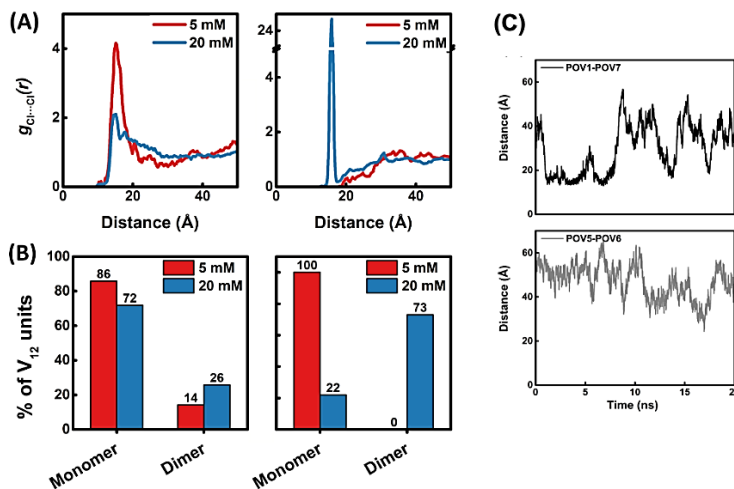 (A)
5 mM
20 mM
4
2
0
g_Cl···Cl(r)
20
40
Distance (Å)
5 mM
20 mM
24
4
2
0
20
40
Distance (Å)
(B)
5 mM
20 mM
100
80
60
40
20
0
% of V₁₂ units
86
72
14
26
Monomer
Dimer
5 mM
20 mM
100
22
0
73
Monomer
Dimer
(C)
POV1-POV7
60
40
20
0
Distance (Å)
POV5-POV6
60
40
20
0
Distance (Å)
0
5
10
15
20
Time (ns)